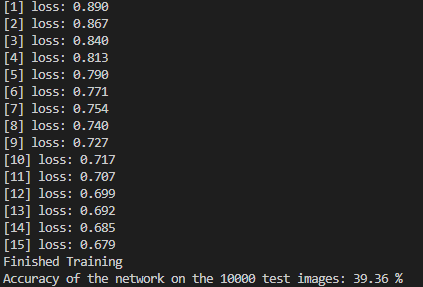 [1] loss: 0.890
[2] loss: 0.867
[3] loss: 0.840
[4] loss: 0.813
[5] loss: 0.790
[6] loss: 0.771
[7] loss: 0.754
[8] loss: 0.740
[9] loss: 0.727
[10] loss: 0.717
[11] loss: 0.707
[12] loss: 0.699
[13] loss: 0.692
[14] loss: 0.685
[15] loss: 0.679
Finished Training
Accuracy of the network on the 10000 test images: 39.36 %